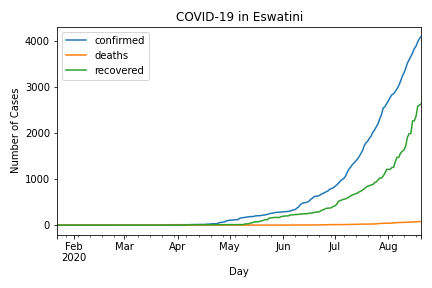 COVID-19 in Eswatini
confirmed
deaths
recovered
Number of Cases
4000
3000
2000
1000
0
Feb Mar Apr May Jun Jul Aug
2020
Day